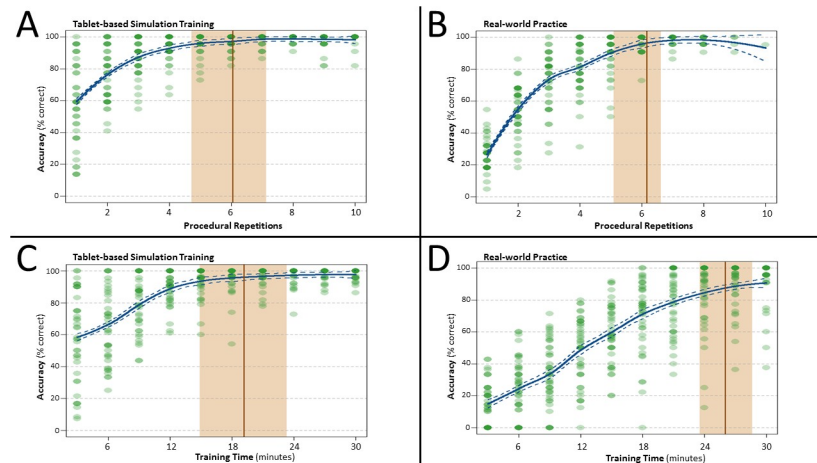 A
Tablet-based Simulation Training
100
80
60
40
20
0
Accuracy (% correct)
2 4 6 8 10
Procedural Repetitions
B
Real-world Practice
100
80
60
40
20
0
Accuracy (% correct)
2 4 6 8 10
Procedural Repetitions
C
Tablet-based Simulation Training
100
80
60
40
20
0
Accuracy (% correct)
6 12 18 24 30
Training Time (minutes)
D
Real-world Practice
100
80
60
40
20
0
Accuracy (% correct)
6 12 18 24 30
Training Time (minutes)